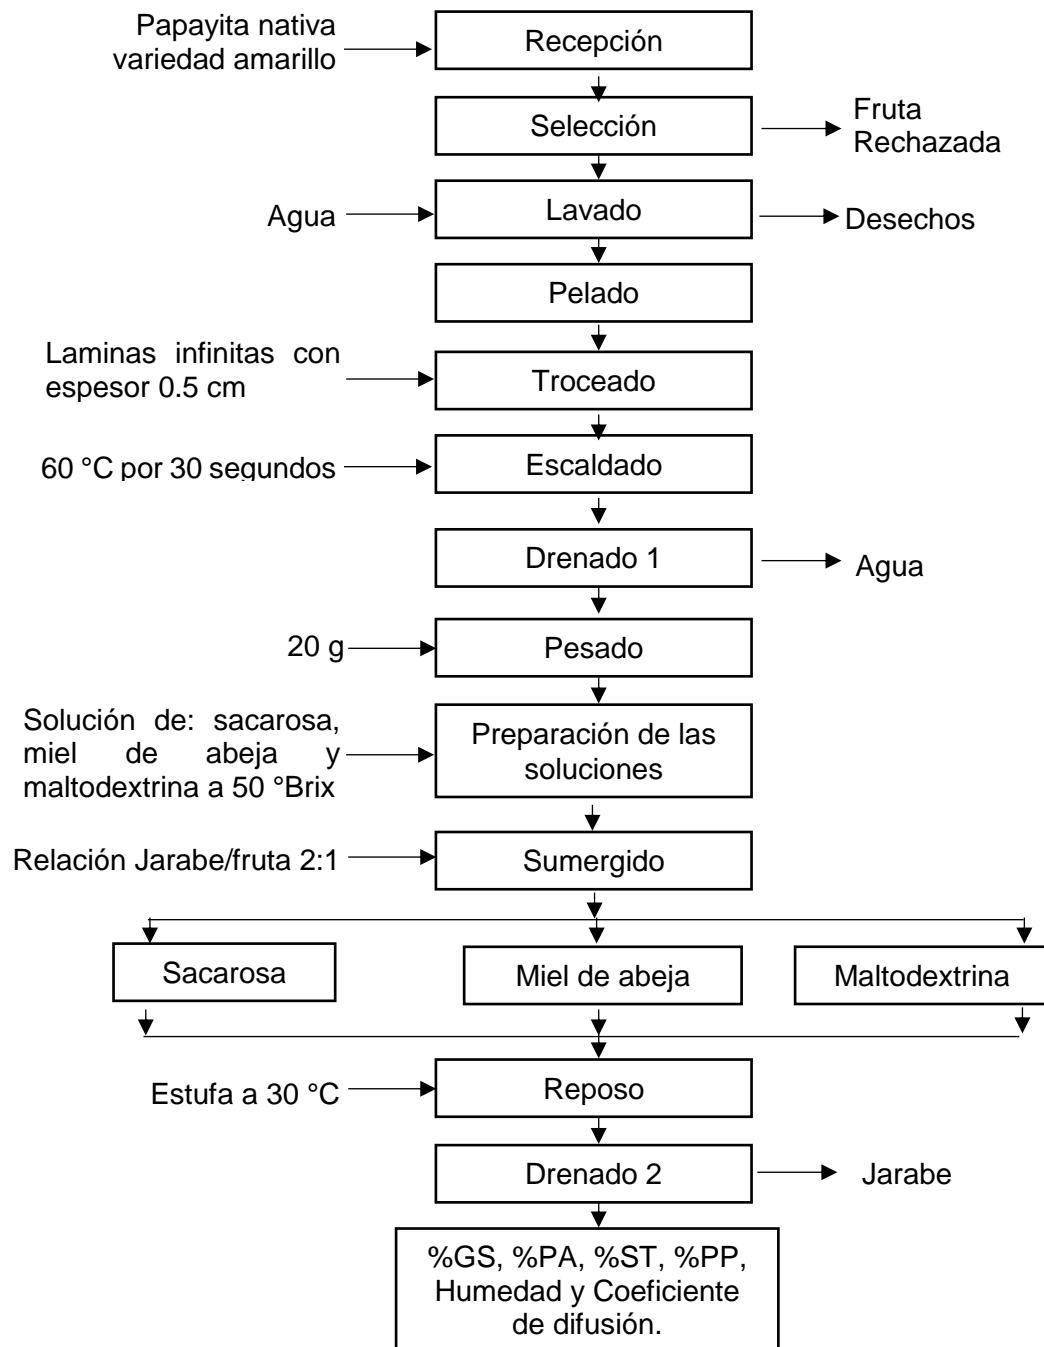 Papayita nativa
variedad amarillo
Recepción
Selección
Fruta
Rechazada
Agua
Lavado
Desechos
Pelado
Laminas infinitas con
espesor 0.5 cm
Troceado
60 °C por 30 segundos
Escaldado
Drenado 1
Agua
20 g
Pesado
Solución de: sacarosa,
miel de abeja y
maltodextrina a 50 °Brix
Preparación de las
soluciones
Relación Jarabe/fruta 2:1
Sumergido
Sacarosa
Miel de abeja
Maltodextrina
Estufa a 30 °C
Reposo
Drenado 2
Jarabe
%GS, %PA, %ST, %PP,
Humedad y Coeficiente
de difusión.